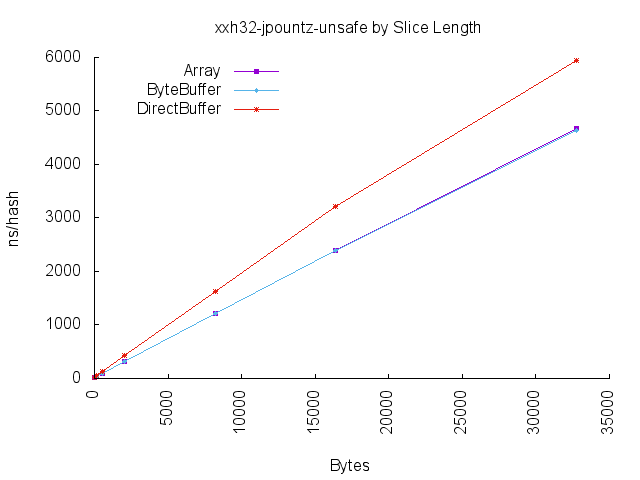 xxh32-jpountz-unsafe by Slice Length
6000
5000
4000
3000
2000
1000
0
ns/hash
Array
ByteBuffer
DirectBuffer
0
5000
10000
15000
20000
25000
30000
35000
Bytes